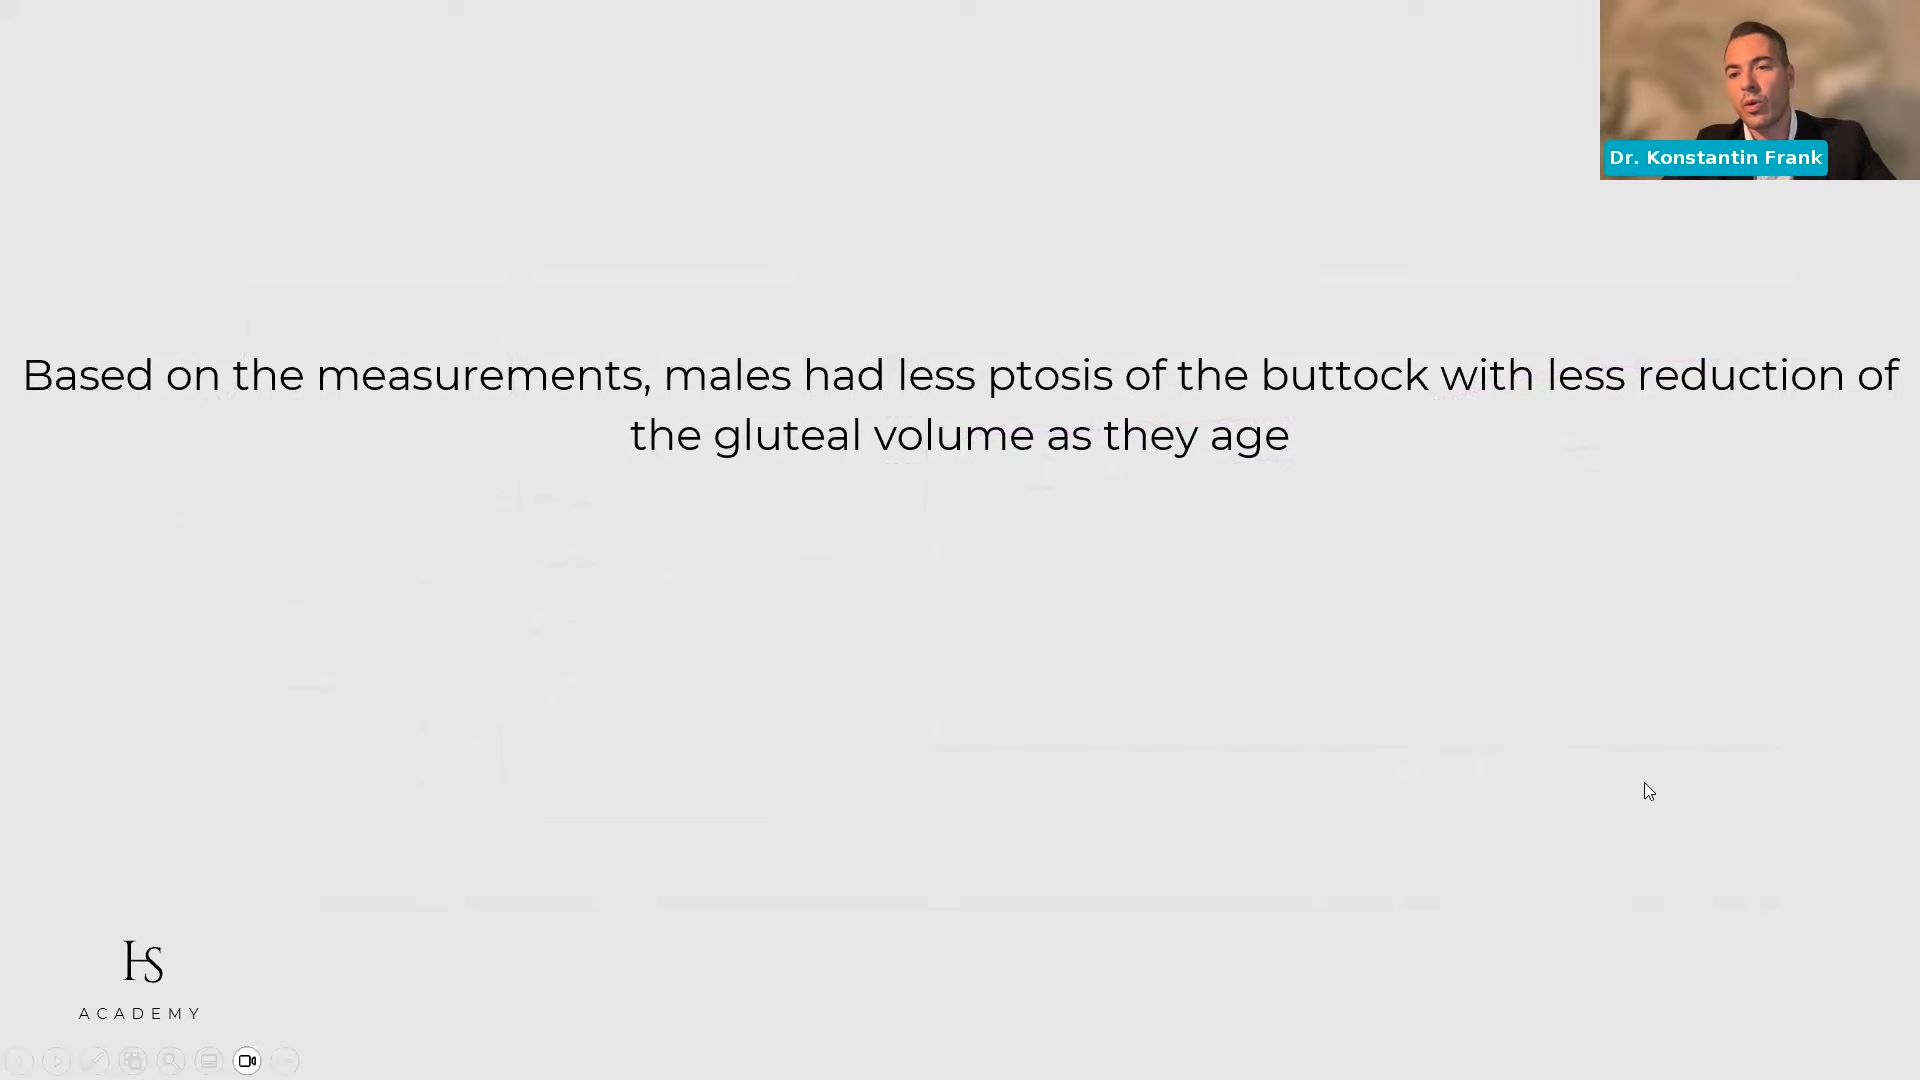 Dr. Konstantin Frank
Based on the measurements, males had less ptosis of the buttock with less reduction of
the gluteal volume as they age
HS
ACADEMY